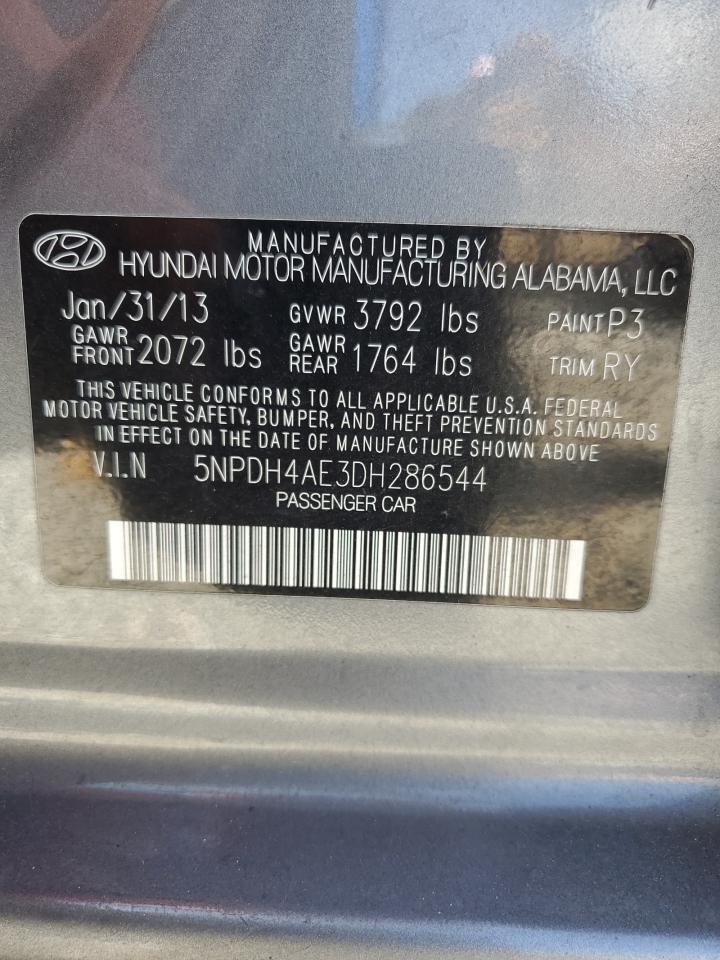 MANUFACTURED BY
HYUNDAI MOTOR MANUFACTURING ALABAMA, LLC
Jan/31/13 GVWR 3792 lbs PAINT P3
GAWR FRONT 2072 lbs GAWR REAR 1764 lbs TRIM RY
THIS VEHICLE CONFORMS TO ALL APPLICABLE U.S.A. FEDERAL
MOTOR VEHICLE SAFETY, BUMPER, AND THEFT PREVENTION STANDARDS
IN EFFECT ON THE DATE OF MANUFACTURE SHOWN ABOVE
V.I.N 5NPDH4AE3DH286544
PASSENGER CAR